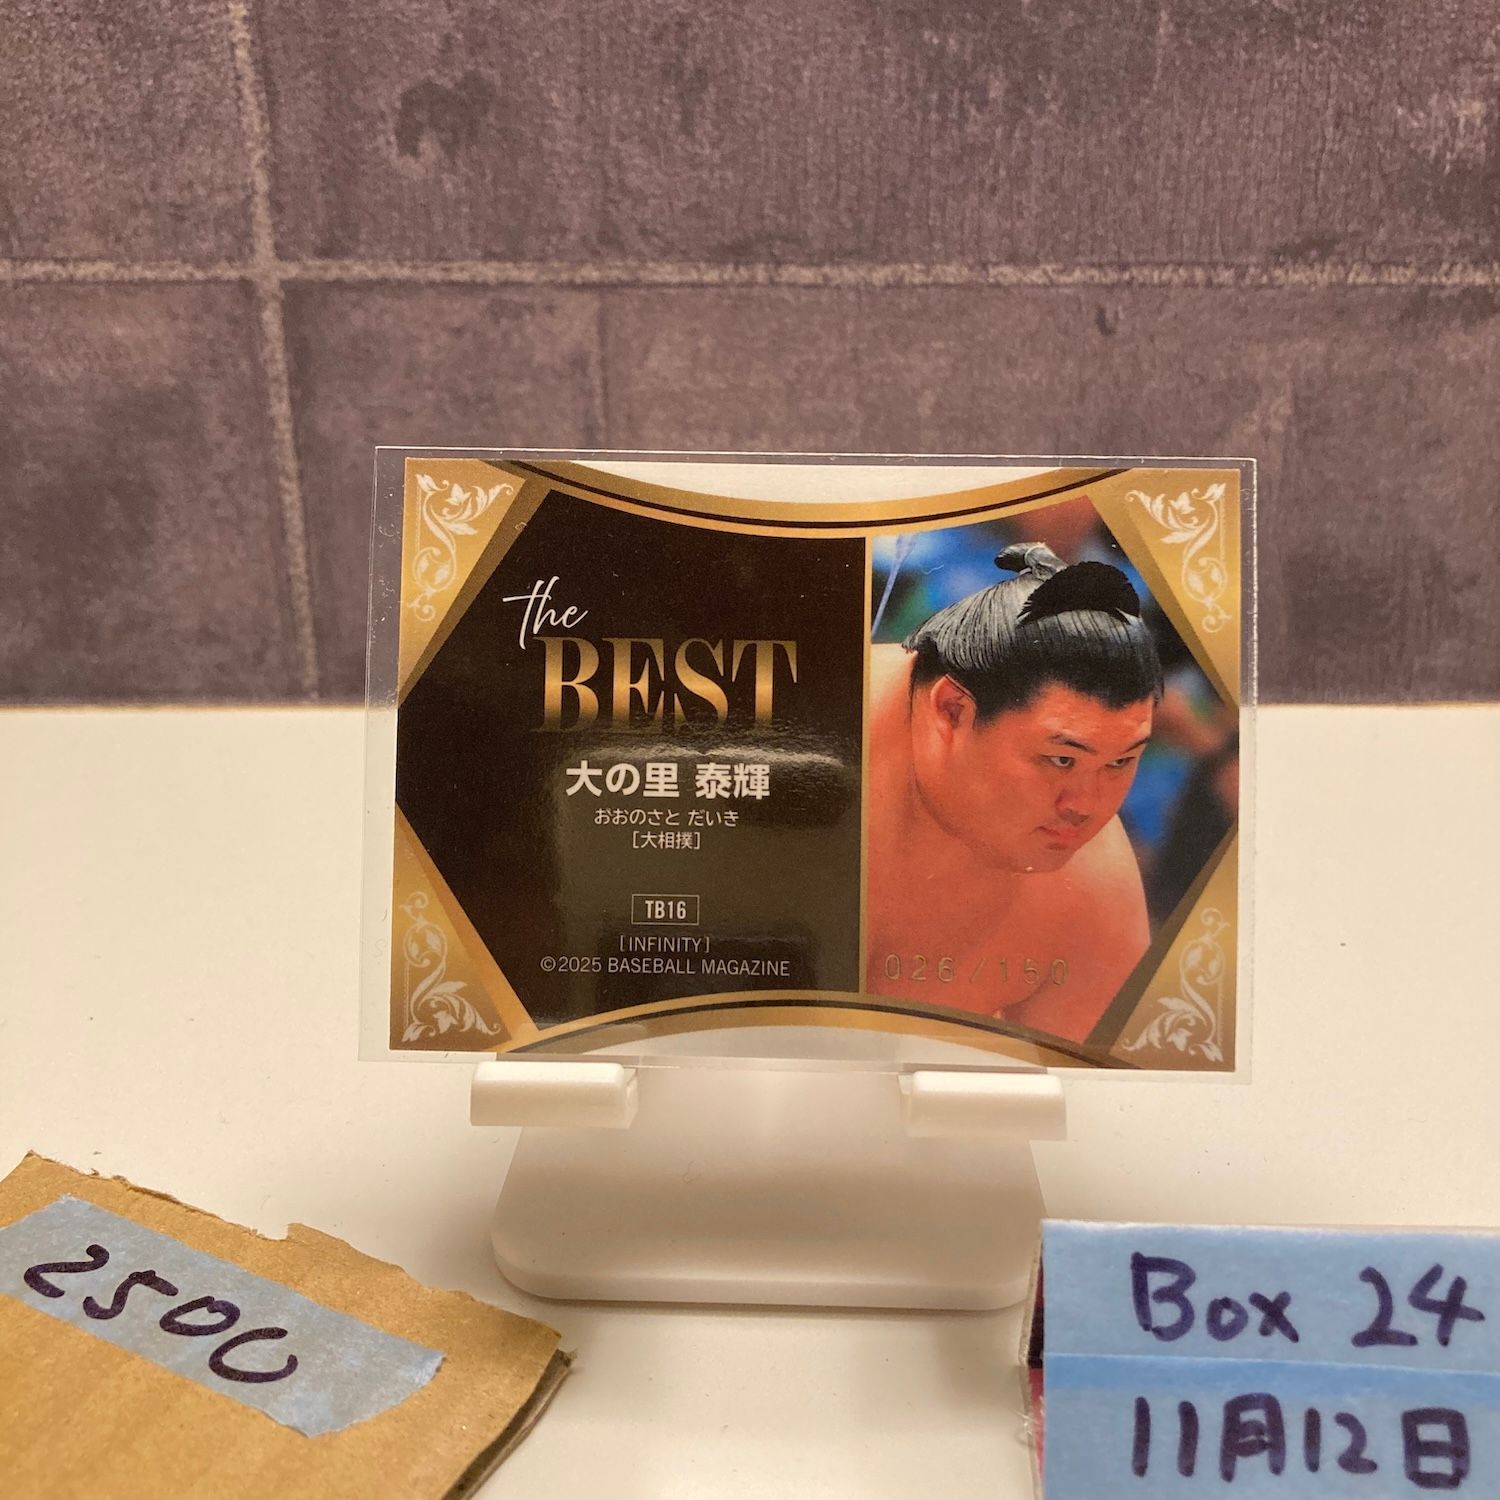 the
BEST
大の里 泰輝
おおのさと だいき
[大相撲]
TB16
[INFINITY]
©2025 BASEBALL MAGAZINE
026/150
2500
Box 24
11月12日